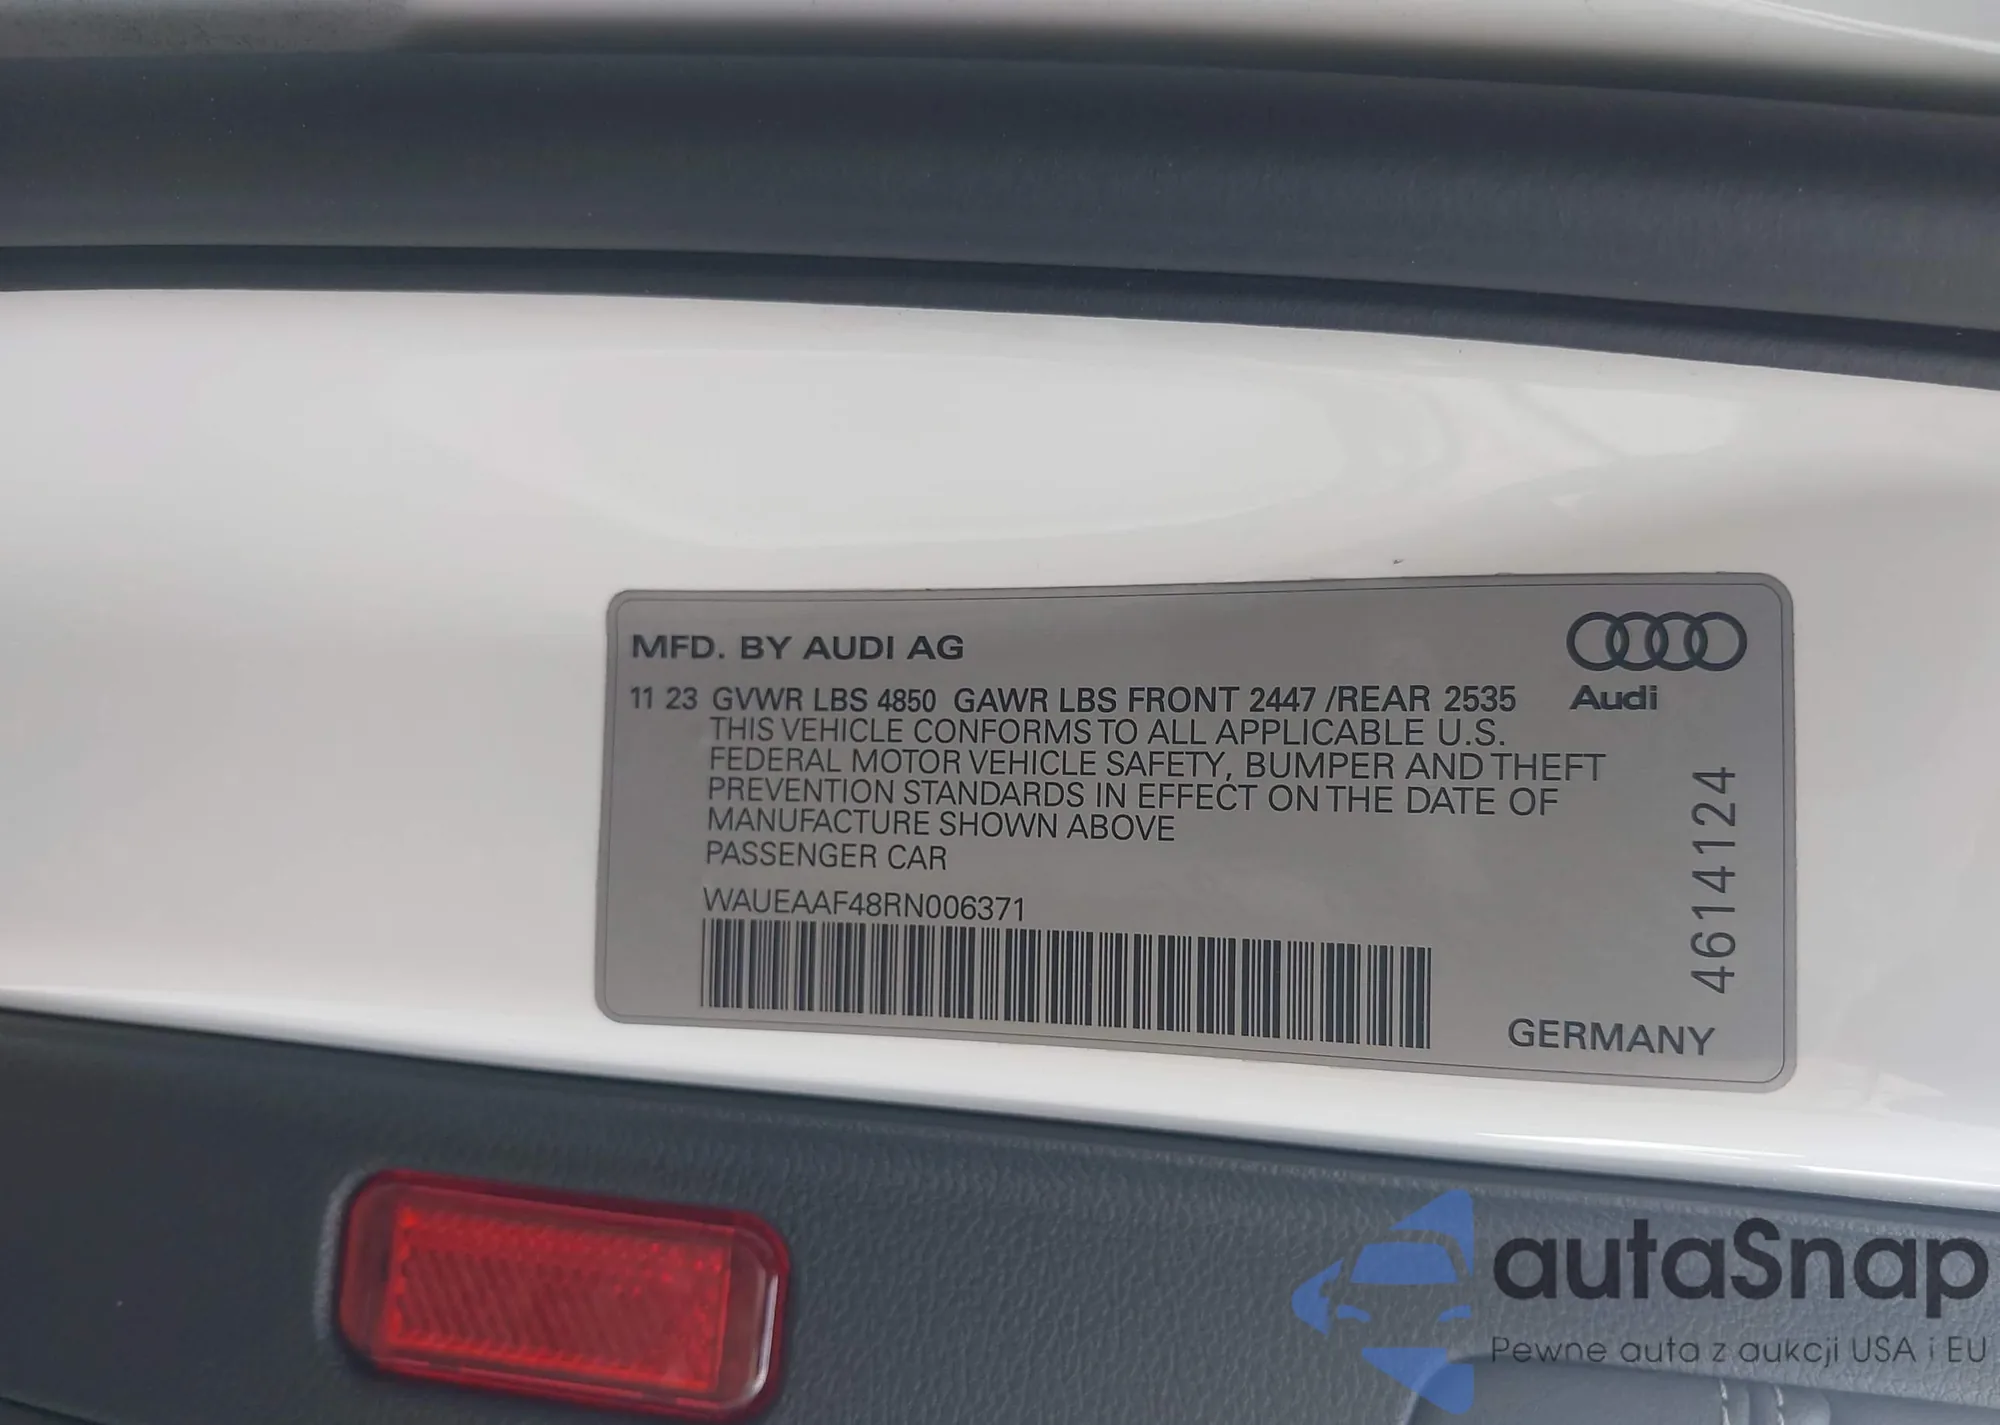 MFD. BY AUDI AG
Audi
11 23 GVWR LBS 4850 GAWR LBS FRONT 2447 /REAR 2535
THIS VEHICLE CONFORMS TO ALL APPLICABLE U.S.
FEDERAL MOTOR VEHICLE SAFETY, BUMPER AND THEFT
PREVENTION STANDARDS IN EFFECT ON THE DATE OF
MANUFACTURE SHOWN ABOVE
PASSENGER CAR
WAUEAAF48RN006371
4614124
GERMANY
autaSnap
Pewne auta z aukcji USA i EU